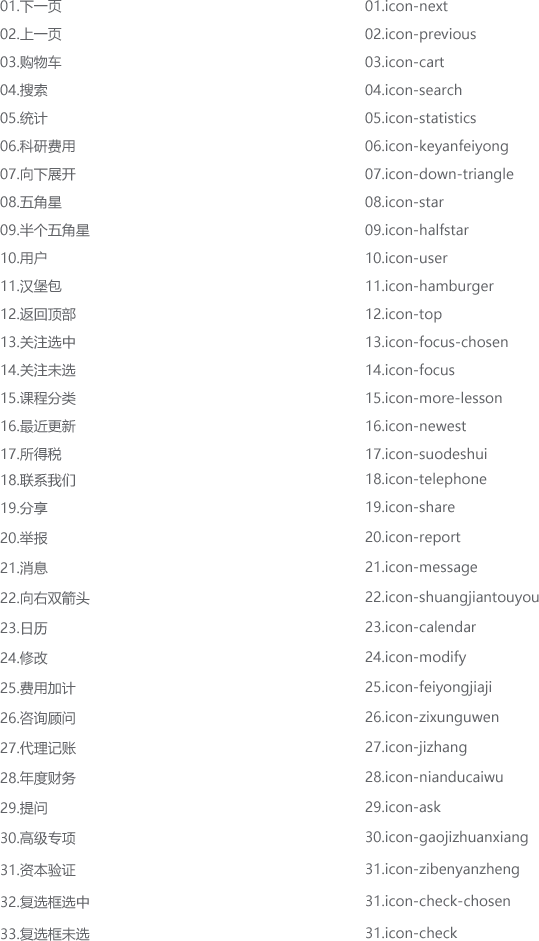 01.下一页 01.icon-next
02.上一页 02.icon-previous
03.购物车 03.icon-cart
04.搜索 04.icon-search
05.统计 05.icon-statistics
06.科研费用 06.icon-keyanfeiyong
07.向下展开 07.icon-down-triangle
08.五角星 08.icon-star
09.半个五角星 09.icon-halfstar
10.用户 10.icon-user
11.汉堡包 11.icon-hamburger
12.返回顶部 12.icon-top
13.关注选中 13.icon-focus-chosen
14.关注未选 14.icon-focus
15.课程分类 15.icon-more-lesson
16.最近更新 16.icon-newest
17.所得税 17.icon-suodeshui
18.联系我们 18.icon-telephone
19.分享 19.icon-share
20.举报 20.icon-report
21.消息 21.icon-message
22.向右双箭头 22.icon-shuangjiantouyou
23.日历 23.icon-calendar
24.修改 24.icon-modify
25.费用加计 25.icon-feiyongjiaji
26.咨询顾问 26.icon-zixunguwen
27.代理记账 27.icon-jizhang
28.年度财务 28.icon-nianducaiwu
29.提问 29.icon-ask
30.高级专项 30.icon-gaojizhuanxiang
31.资本验证 31.icon-zibenyanzheng
32.复选框选中 31.icon-check-chosen
33.复选框未选 31.icon-check